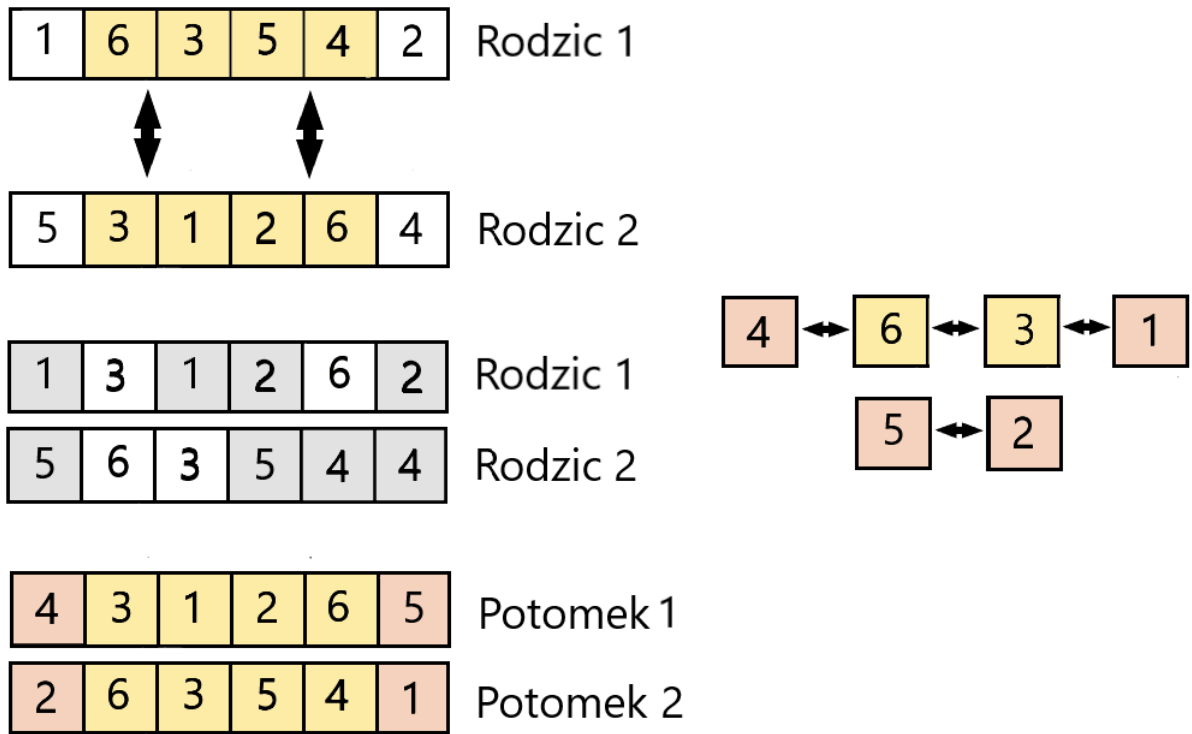 1 6 3 5 4 2 Rodzic 1
5 3 1 2 6 4 Rodzic 2
1 3 1 2 6 2 Rodzic 1
5 6 3 5 4 4 Rodzic 2
4 6 3 1
5 2
4 3 1 2 6 5 Potomek 1
2 6 3 5 4 1 Potomek 2